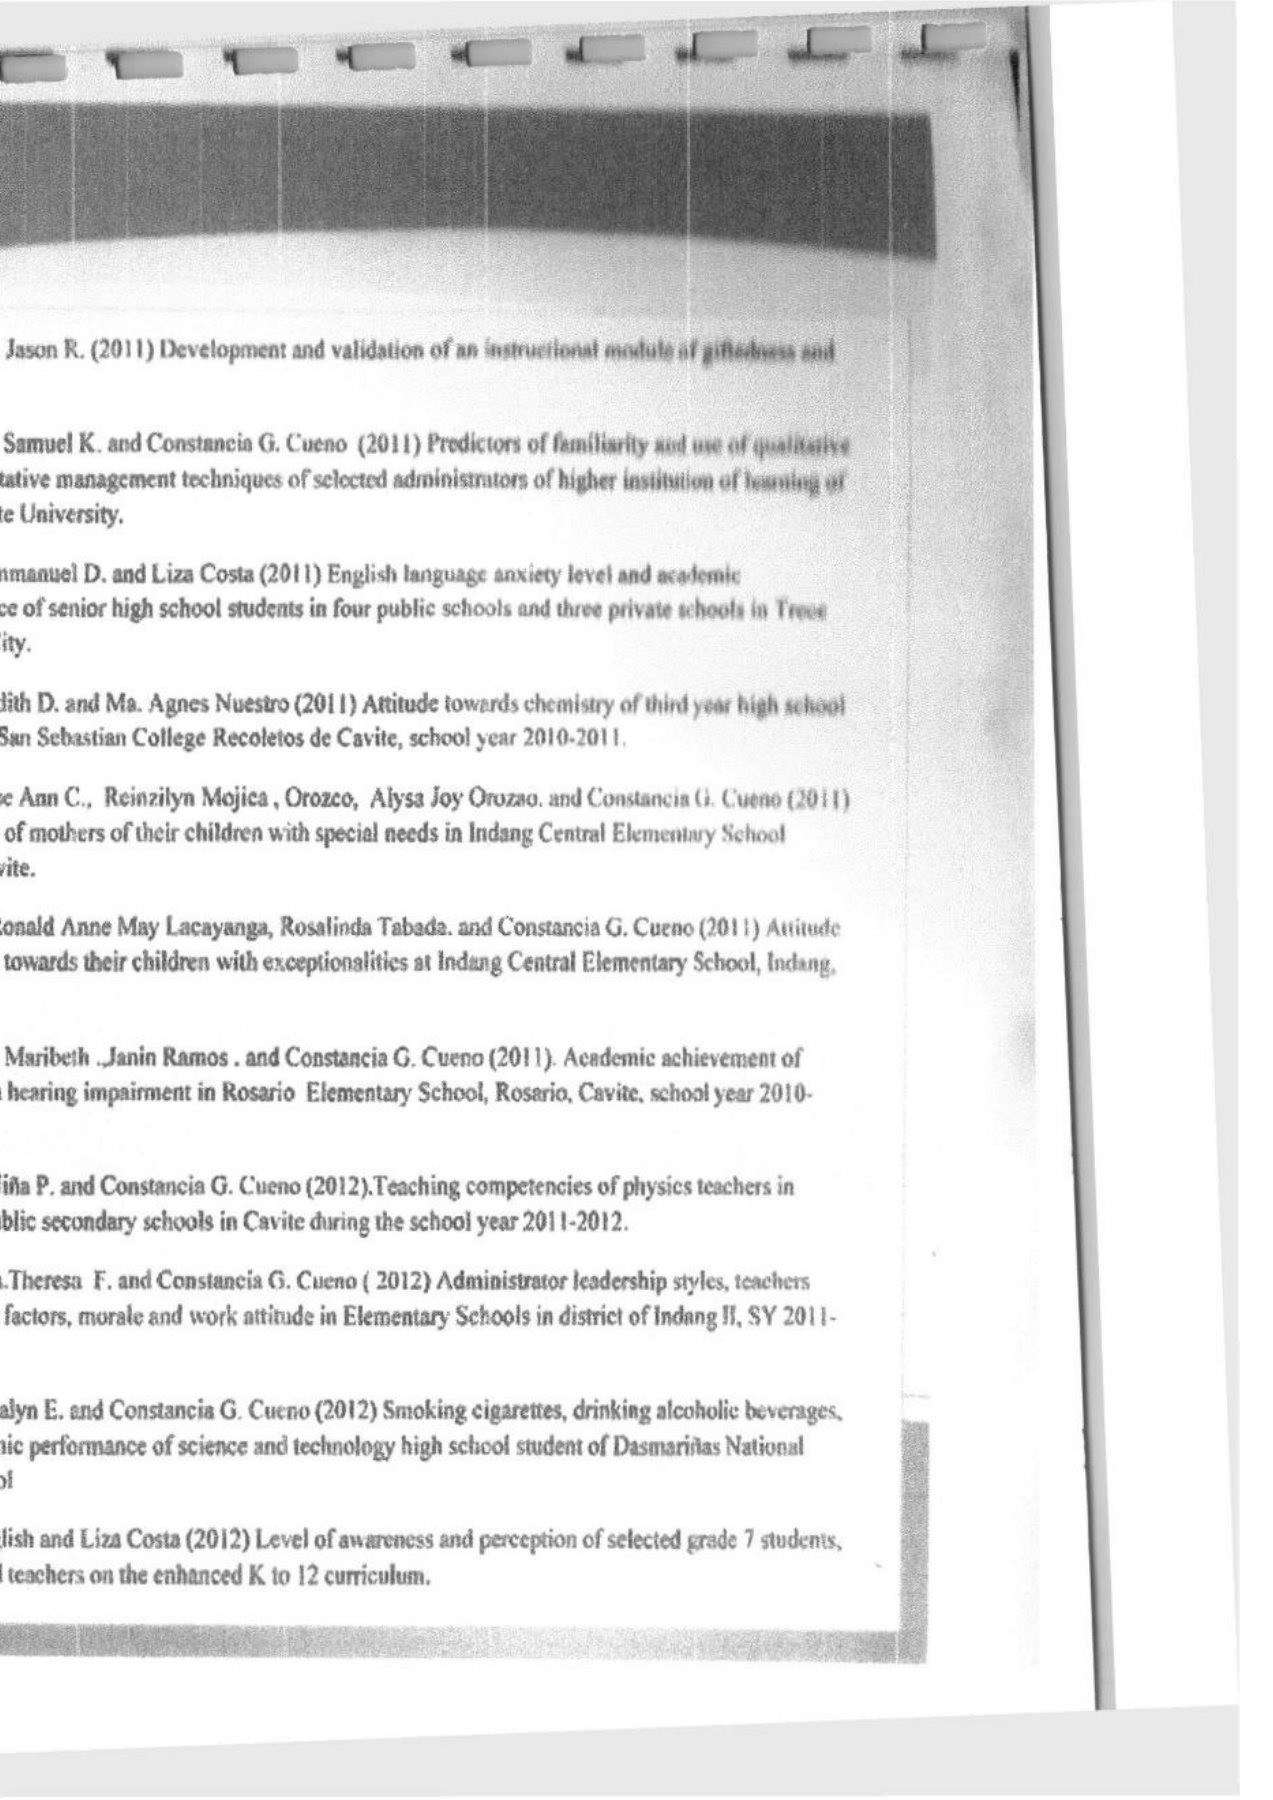 Jason R. (2011) Development and validation of an instructional module of giftedness and
Samuel K. and Constancia G. Cueno (2011) Predictors of familiarity and use of qualitative
tative management techniques of selected administrators of higher institution of learning of
te University.
nmanuel D. and Liza Costa (2011) English language anxiety level and academic
ce of senior high school students in four public schools and three private schools in Trece
ity.
dith D. and Ma. Agnes Nuestro (2011) Attitude towards chemistry of third year high school
San Sebastian College Recoletos de Cavite, school year 2010-2011.
e Ann C., Reinzilyn Mojica , Orozco, Alysa Joy Orozao. and Constancia G. Cueno (2011)
of mothers of their children with special needs in Indang Central Elementary School
vite.
Ronald Anne May Lacayanga, Rosalinda Tabada. and Constancia G. Cueno (2011) Attitude
towards their children with exceptionalities at Indang Central Elementary School, Indang,
Maribeth .Janin Ramos . and Constancia G. Cueno (2011). Academic achievement of
hearing impairment in Rosario Elementary School, Rosario, Cavite, school year 2010-
iña P. and Constancia G. Cueno (2012).Teaching competencies of physics teachers in
blic secondary schools in Cavite during the school year 2011-2012.
.Theresa F. and Constancia G. Cueno ( 2012) Administrator leadership styles, teachers
factors, morale and work attitude in Elementary Schools in district of Indang II, SY 2011-
alyn E. and Constancia G. Cueno (2012) Smoking cigarettes, drinking alcoholic beverages,
nic performance of science and technology high school student of Dasmariñas National
ol
lish and Liza Costa (2012) Level of awareness and perception of selected grade 7 students,
teachers on the enhanced K to 12 curriculum.